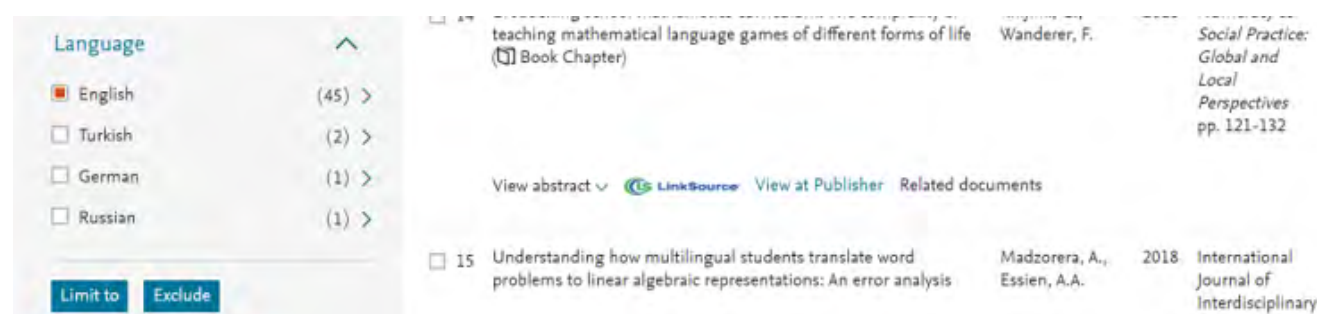 Language
English (45) >
Turkish (2) >
German (1) >
Russian (1) >
Limit to Exclude
14
teaching mathematical language games of different forms of life
(Book Chapter)
Wanderer, F.
Social Practice:
Global and
Local
Perspectives
pp. 121-132
View abstract LinkSource View at Publisher Related documents
15 Understanding how multilingual students translate word
problems to linear algebraic representations: An error analysis
Madzorera, A.,
Essien, A.A.
2018
International
Journal of
Interdisciplinary